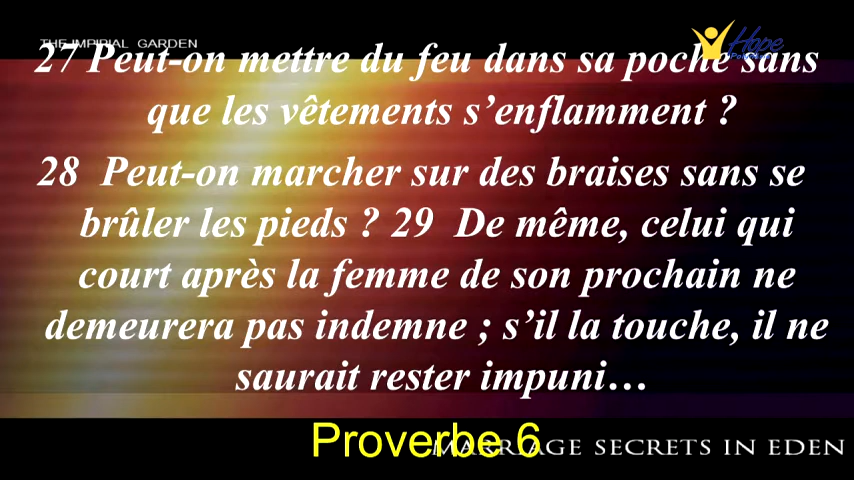 THE IMPIRIAL GARDEN
Hope
27 Peut-on mettre du feu dans sa poche sans
que les vêtements s’enflamment ?
28 Peut-on marcher sur des braises sans se
brûler les pieds ? 29 De même, celui qui
court après la femme de son prochain ne
demeurera pas indemne ; s’il la touche, il ne
saurait rester impuni…
Proverbe 6
MARRIAGE SECRETS IN EDEN